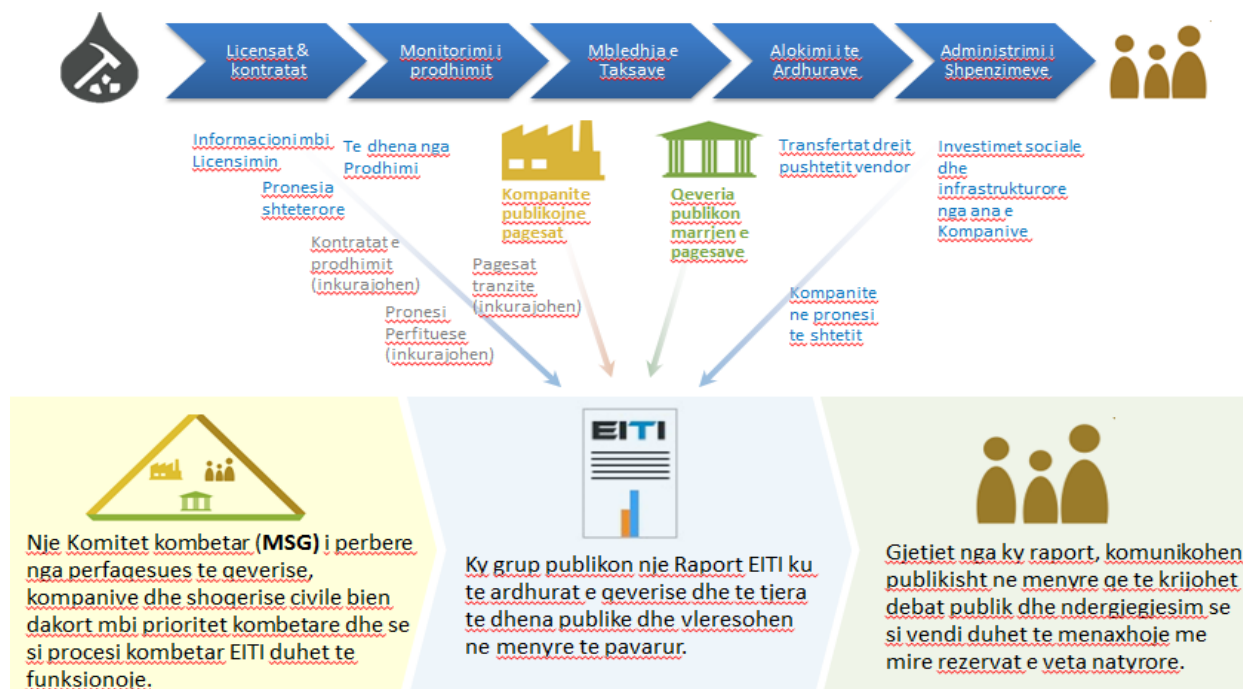 Licensat &
kontratat
Monitorimi i
prodhimit
Mbledhja e
Taksave
Alokimi i te
Ardhurave
Administrimi i
Shpenzimeve
Informacioni mbi
Licensimin
Te dhena nga
Prodhimi
Pronesia
shteterore
Kontratat e
prodhimit
(inkurajohen)
Pronesi
Perfituese
(inkurajohen)
Kompanite
publikojne
pagesat
Pagesat
tranzite
(inkurajohen)
Qeveria
publikon
marrjen e
pagesave
Transfertat drejt
pushtetit vendor
Kompanite
ne pronesi
te shtetit
Investimet sociale
dhe
infrastrukturore
nga ana e
Kompanive
Nje Komitet kombetar (MSG) i perbere
nga perfaqesues te qeverise,
kompanive dhe shoqerise civile bien
dakort mbi prioritet kombetare dhe se
si procesi kombetar EITI duhet te
funksionoje.
EITI
Ky grup publikon nje Raport EITI ku
te ardhurat e qeverise dhe te tjera
te dhena publike dhe vleresohen
ne menyre te pavarur.
Gjetjet nga ky raport, komunikohen
publikisht ne menyre qe te krijohet
debat publik dhe ndergjegjesim se
si vendi duhet te menaxhoje me
mire rezervat e veta natyrore.